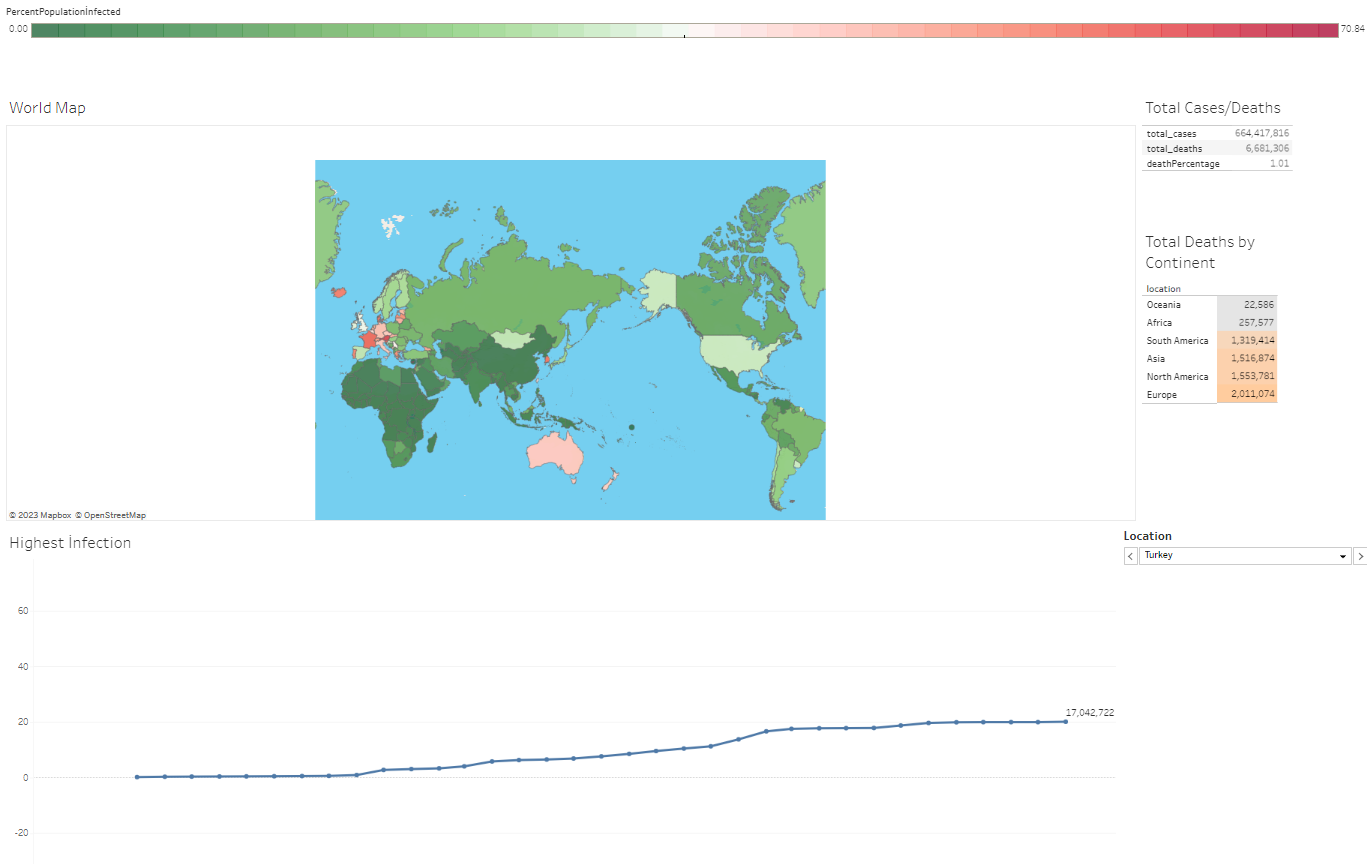 PercentPopulationİnfected
0.00 70.84
World Map
Total Cases/Deaths
total_cases 664,417,816
total_deaths 6,681,306
deathPercentage 1.01
Total Deaths by
Continent
location
Oceania 22,586
Africa 257,577
South America 1,319,414
Asia 1,516,874
North America 1,553,781
Europe 2,011,074
© 2023 Mapbox © OpenStreetMap
Highest İnfection
Location
Turkey
60
40
20
0
-20
17,042,722